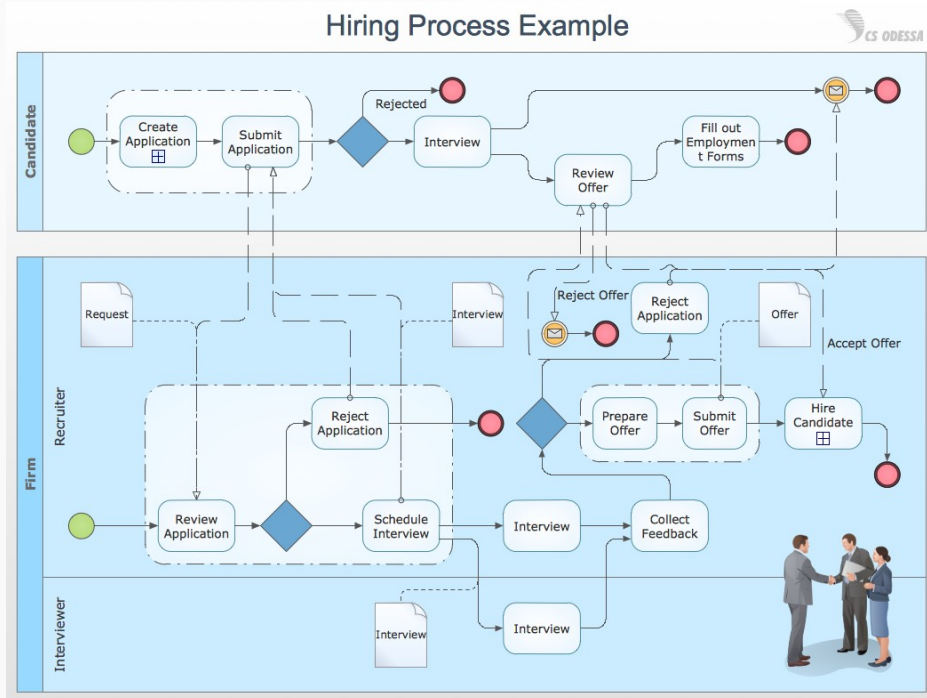 Hiring Process Example
CS ODESSA
Candidate
Create
Application
Submit
Application
Rejected
Interview
Review
Offer
Fill out
Employmen
t Forms
Firm
Recruiter
Request
Interview
Reject Offer
Reject
Application
Offer
Accept Offer
Reject
Application
Prepare
Offer
Submit
Offer
Hire
Candidate
Review
Application
Schedule
Interview
Interview
Collect
Feedback
Interviewer
Interview
Interview